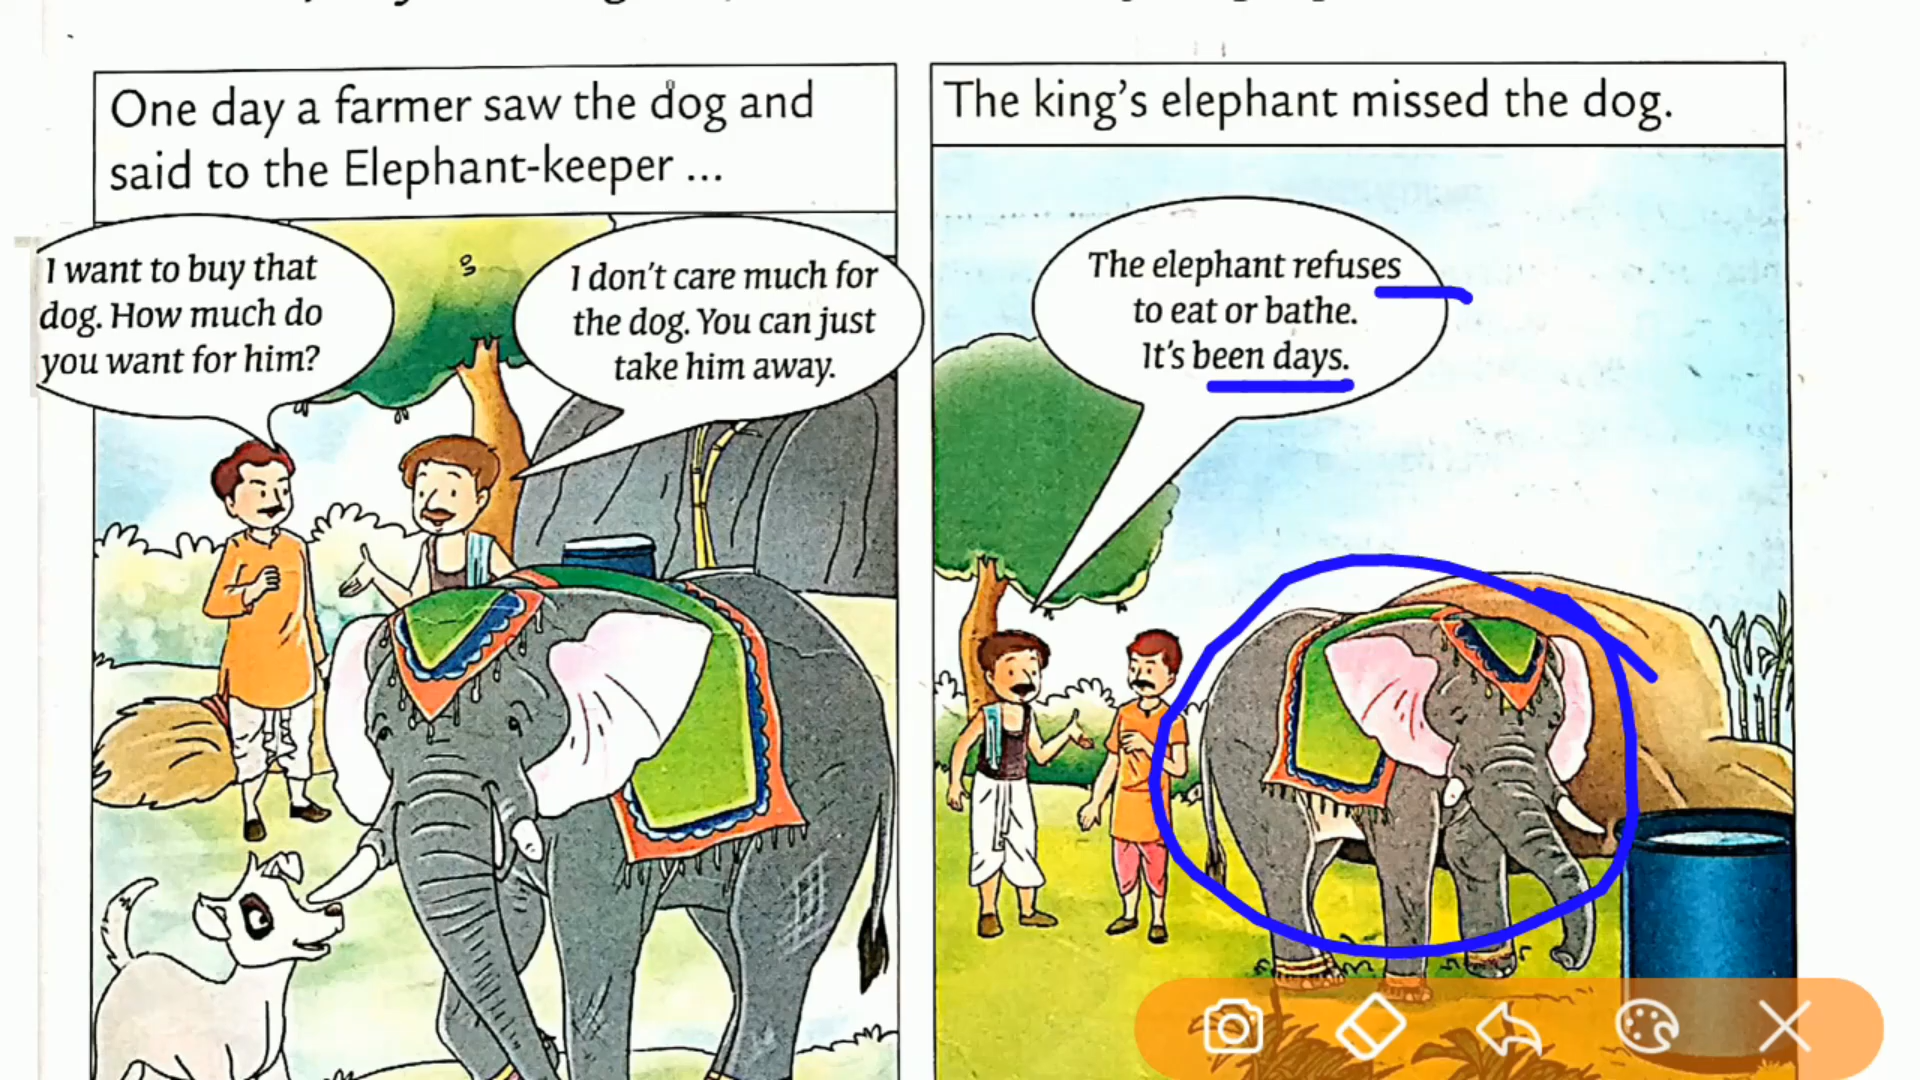 One day a farmer saw the dog and
said to the Elephant-keeper ...
I want to buy that
dog. How much do
you want for him?
I don't care much for
the dog. You can just
take him away.
The king's elephant missed the dog.
The elephant refuses
to eat or bathe.
It's been days.